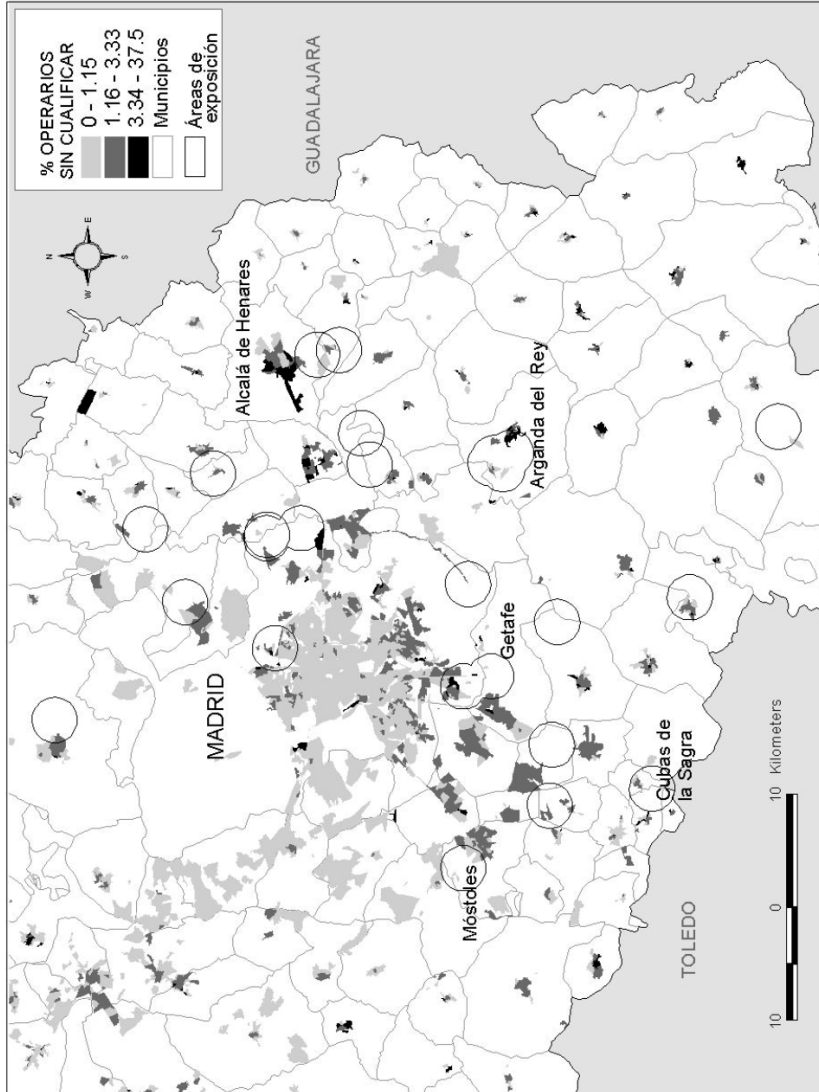 % OPERARIOS
SIN CUALIFICAR
0 - 1.15
1.16 - 3.33
3.34 - 37.5
Municipios
Áreas de
exposición
N
W
E
S
GUADALAJARA
Alcalá de Henares
MADRID
Arganda del Rey
Getafe
Móstoles
Cubas de
la Sagra
TOLEDO
10
0
10 Kilometers